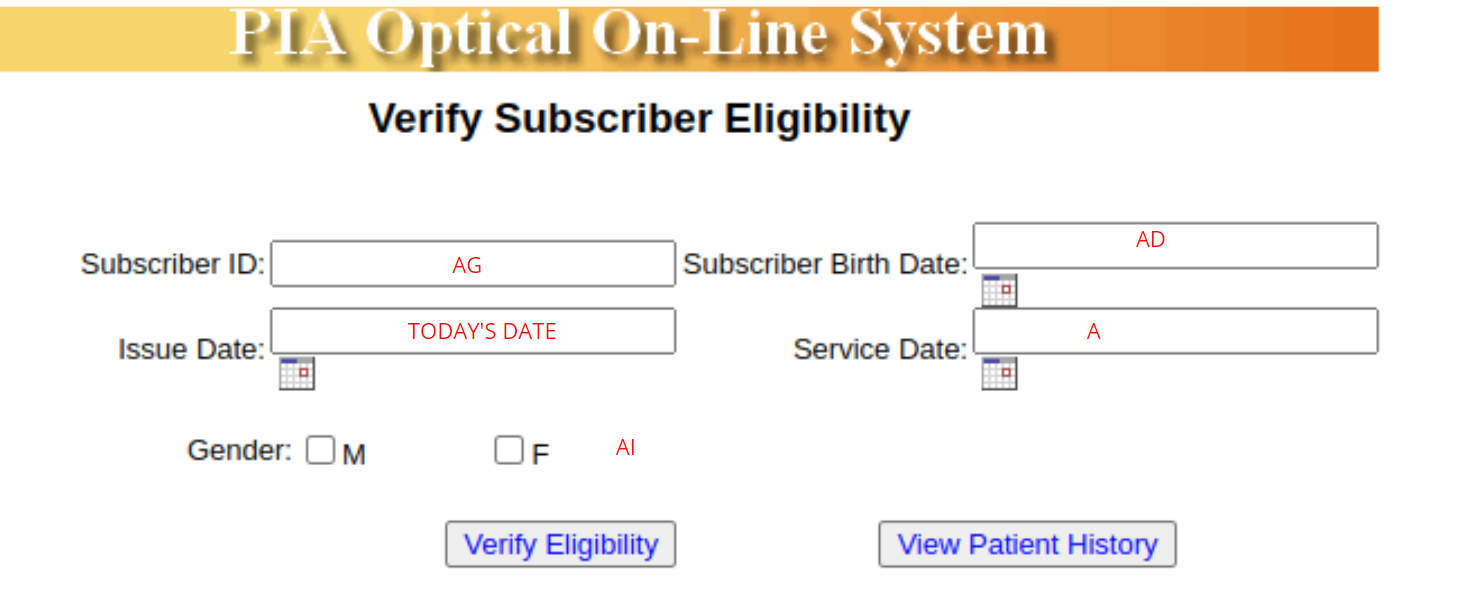 PIA Optical On-Line System
Verify Subscriber Eligibility
Subscriber ID: AG Subscriber Birth Date: AD
Issue Date: TODAY'S DATE Service Date: A
Gender: M F AI
Verify Eligibility View Patient History